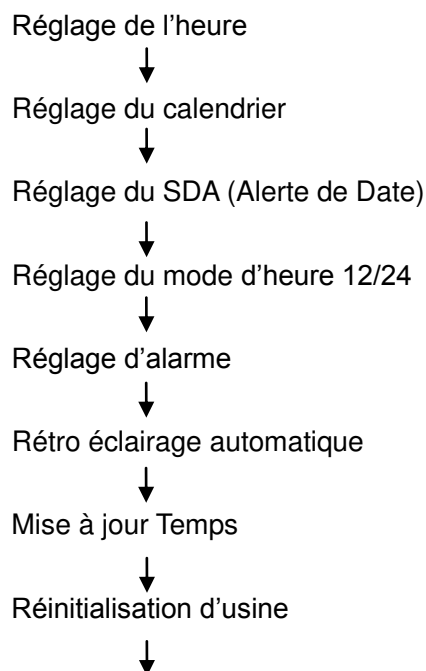 Réglage de l’heure
Réglage du calendrier
Réglage du SDA (Alerte de Date)
Réglage du mode d’heure 12/24
Réglage d’alarme
Rétro éclairage automatique
Mise à jour Temps
Réinitialisation d’usine